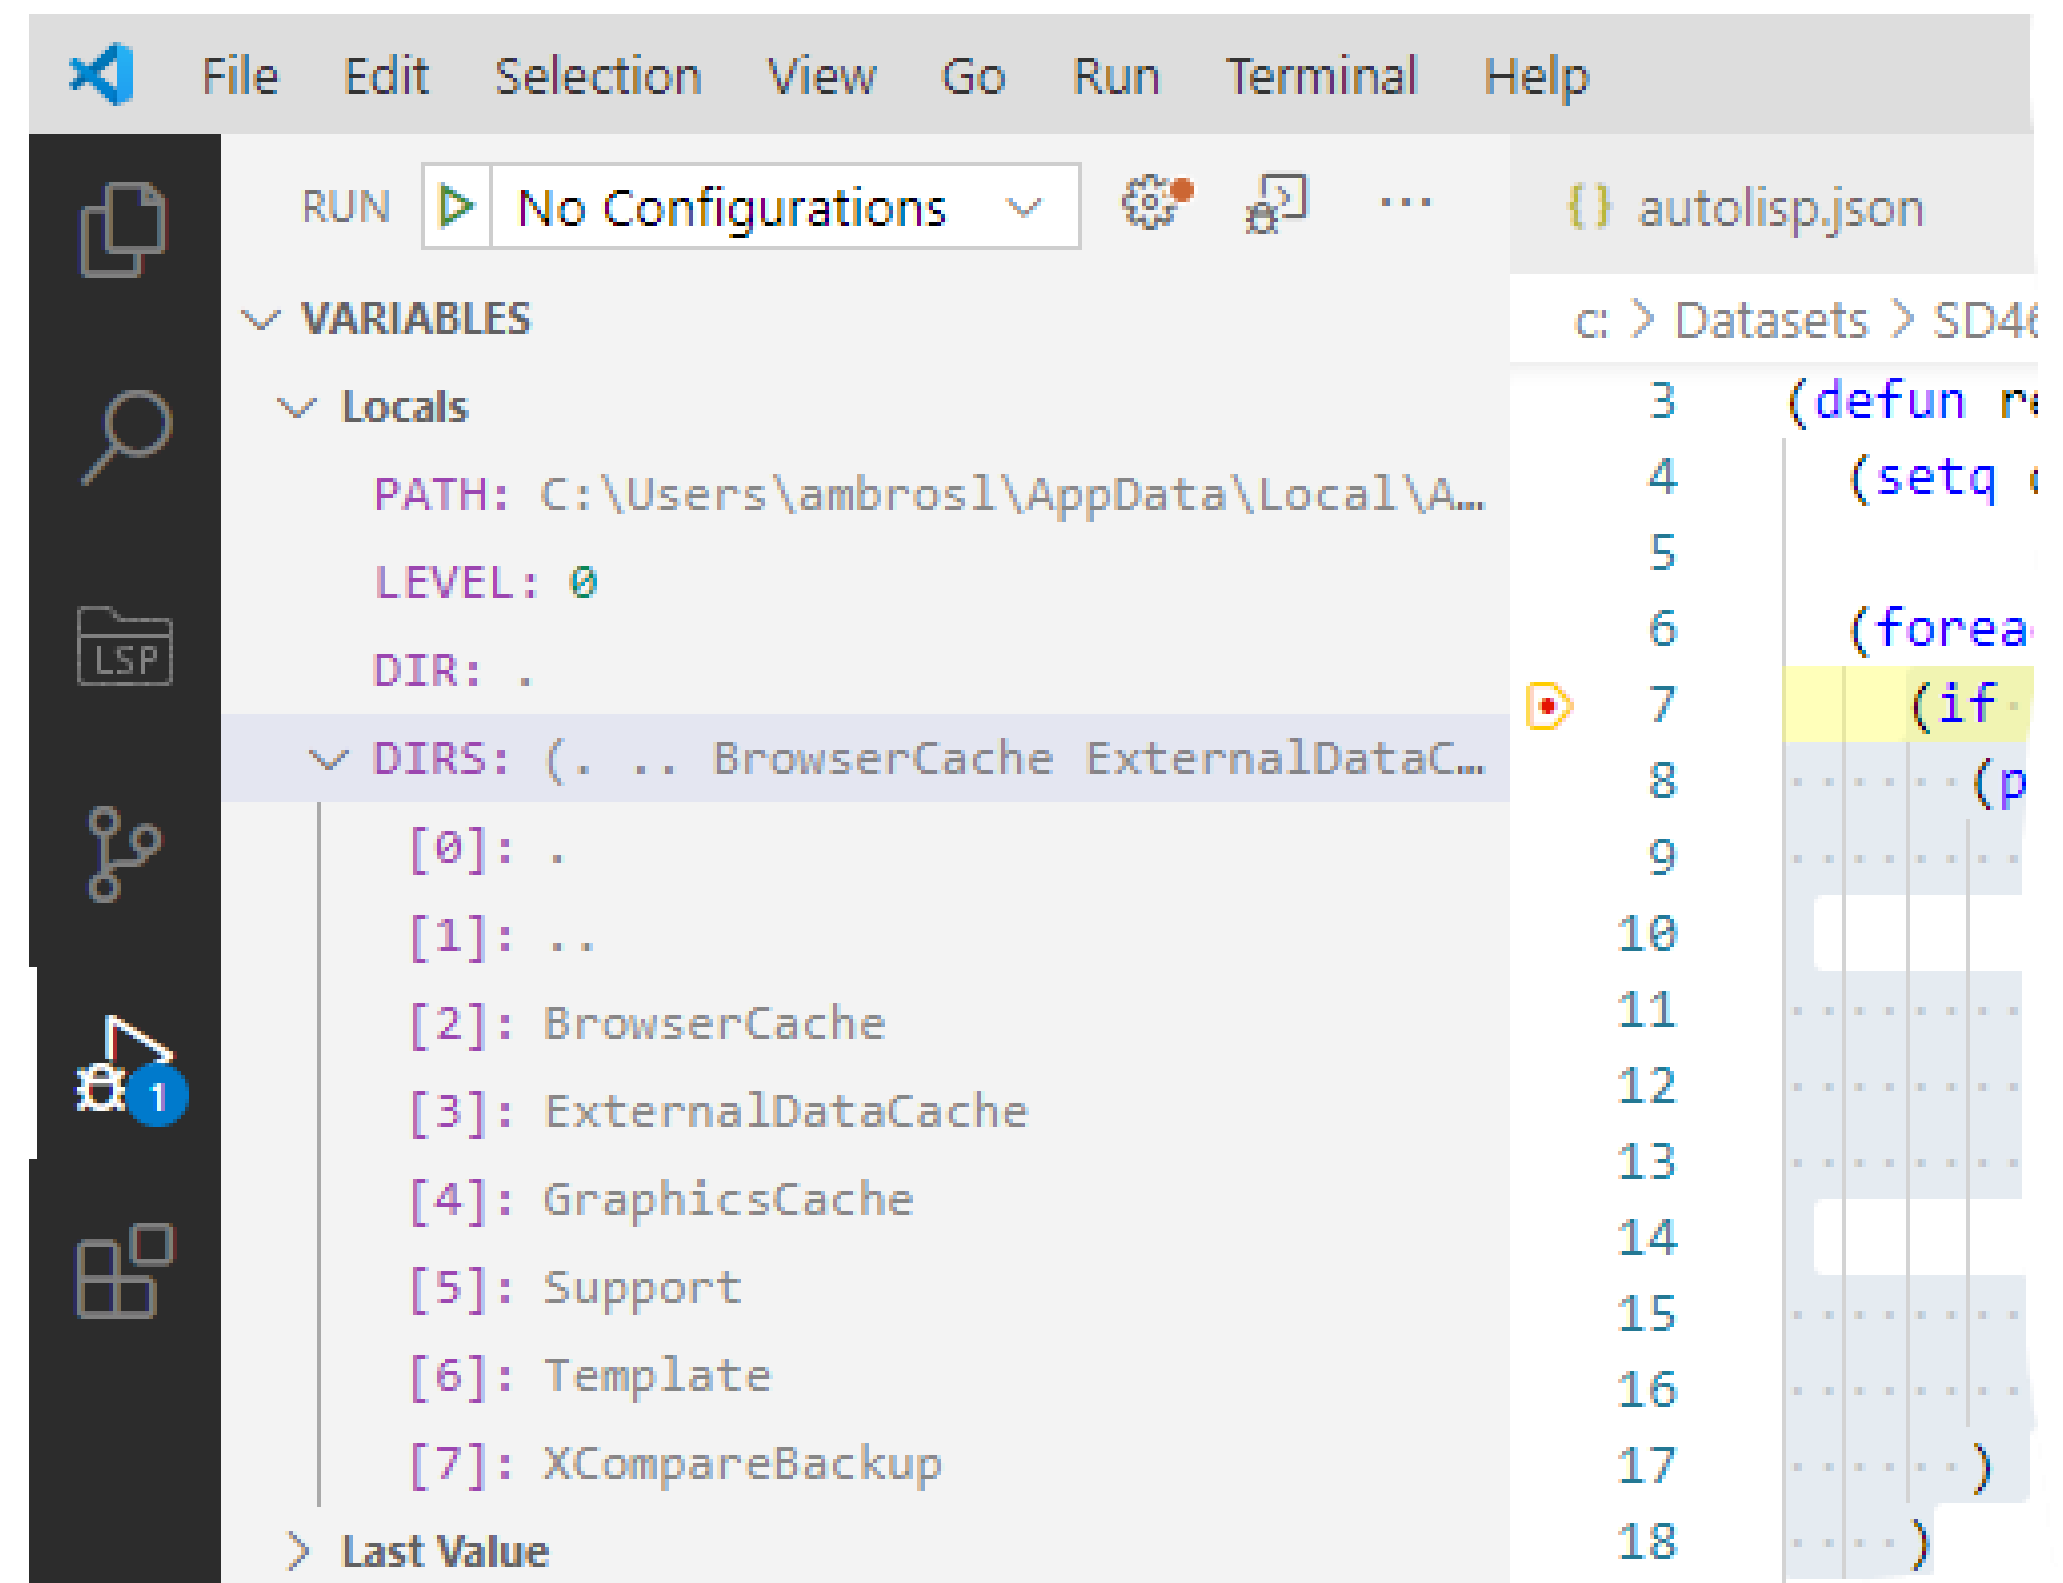 File Edit Selection View Go Run Terminal Help
RUN No Configurations ...
VARIABLES
Locals
PATH: C:\Users\ambrosl\AppData\Local\A...
LEVEL: 0
DIR: .
DIRS: (. .. BrowserCache ExternalDataC...
[0]: .
[1]: ..
[2]: BrowserCache
[3]: ExternalDataCache
[4]: GraphicsCache
[5]: Support
[6]: Template
[7]: XCompareBackup
Last Value
LSP
1
{} autolisp.json
c: > Datasets > SD46
3 (defun re
4 (setq
5
6 (forea
7 (if
8 (p
9
10
11
12
13
14
15
16
17 )
18 )